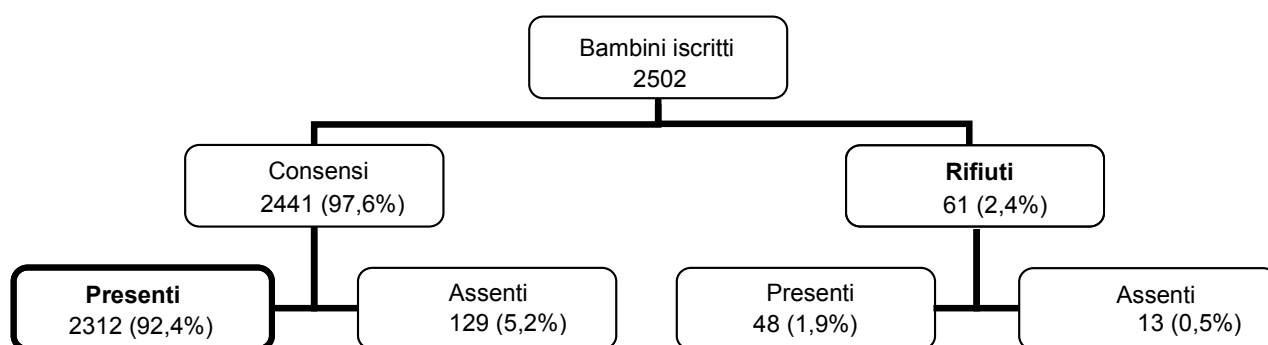 Bambini iscritti
2502
Consensi
2441 (97,6%)
Rifiuti
61 (2,4%)
Presenti
2312 (92,4%)
Assenti
129 (5,2%)
Presenti
48 (1,9%)
Assenti
13 (0,5%)